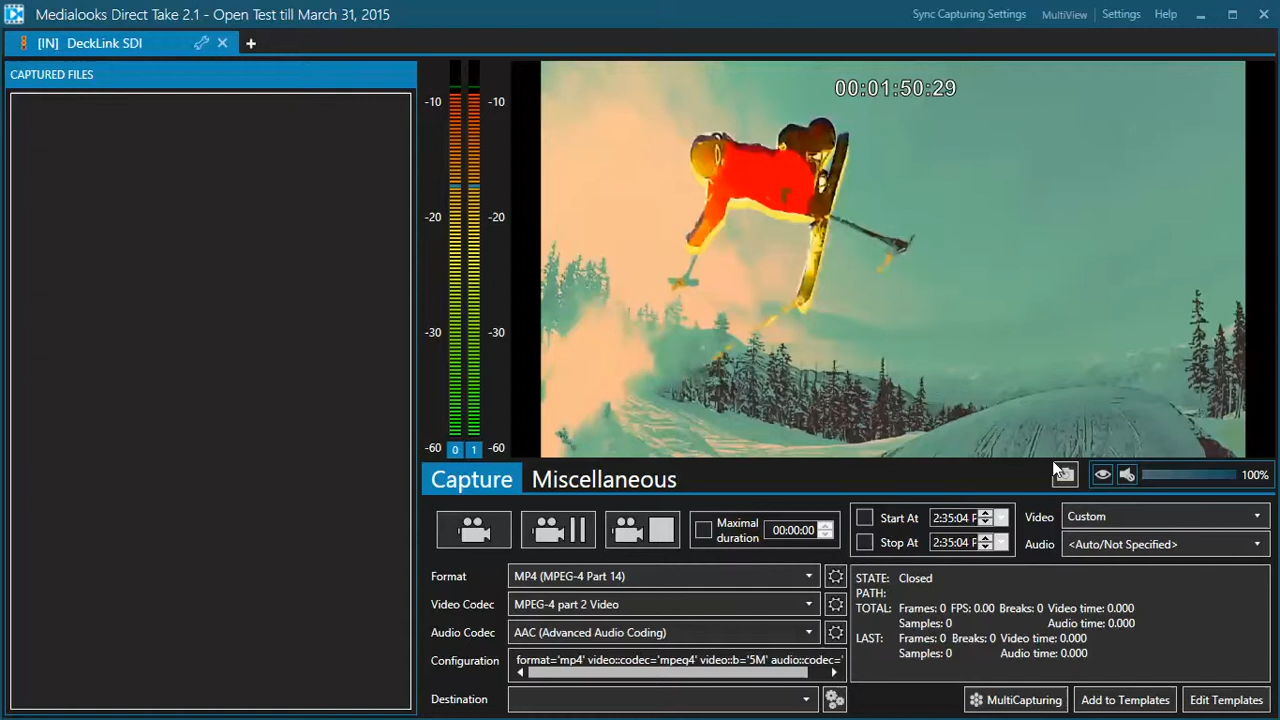 Medialooks Direct Take 2.1 - Open Test till March 31, 2015
Sync Capturing Settings MultiView Settings Help
[IN] DeckLink SDI
CAPTURED FILES
00:01:50:29
-10 -10
-20 -20
-30 -30
-60 0 1 -60
Capture Miscellaneous 100%
Maximal duration 00:00:00
Start At 2:35:04 F
Stop At 2:35:04 F
Video Custom
Audio <Auto/Not Specified>
Format MP4 (MPEG-4 Part 14)
Video Codec MPEG-4 part 2 Video
Audio Codec AAC (Advanced Audio Coding)
Configuration format='mp4' video::codec='mpeg4' video::b='5M' audio::codec='
Destination
STATE: Closed
PATH:
TOTAL: Frames: 0 FPS: 0.00 Breaks: 0 Video time: 0.000
Samples: 0 Audio time: 0.000
LAST: Frames: 0 Breaks: 0 Video time: 0.000
Samples: 0 Audio time: 0.000
MultiCapturing Add to Templates Edit Templates